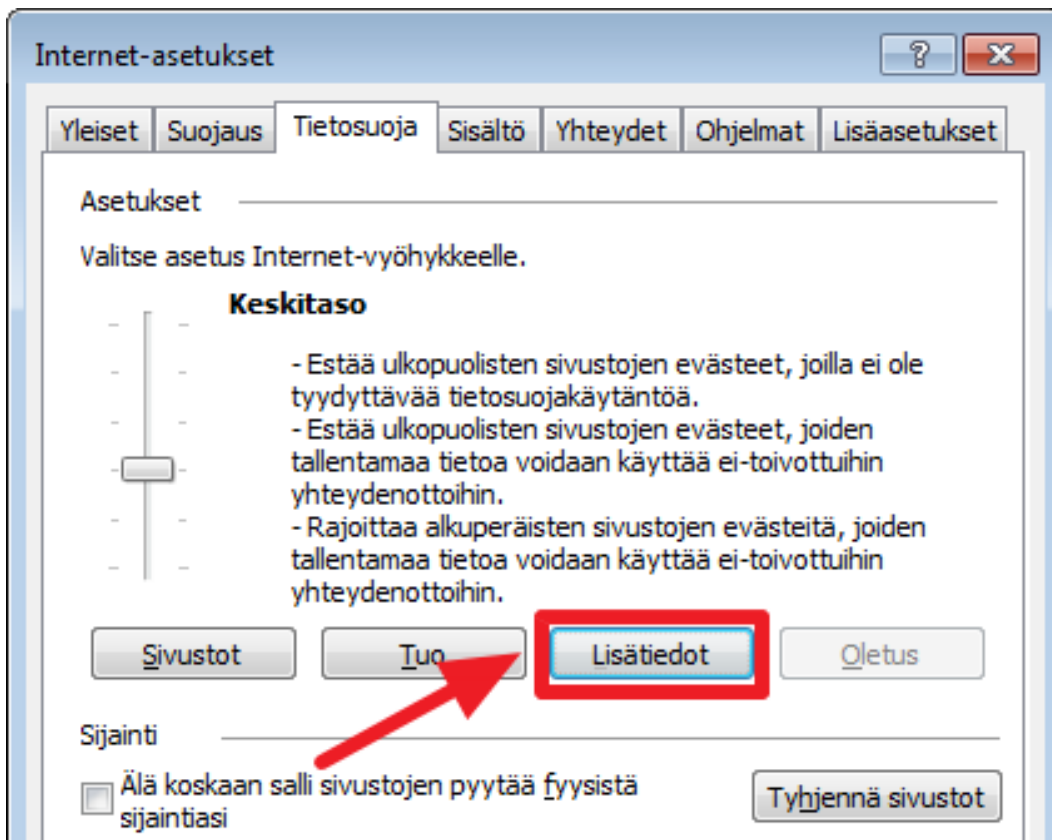 Internet-asetukset
Yleiset Suojaus Tietosuoja Sisältö Yhteydet Ohjelmat Lisäasetukset
Asetukset
Valitse asetus Internet-vyöhykkeelle.
Keskitaso
- Estää ulkopuolisten sivustojen evästeet, joilla ei ole
tyydyttävää tietosuojakäytäntöä.
- Estää ulkopuolisten sivustojen evästeet, joiden
tallentamaa tietoa voidaan käyttää ei-toivottuihin
yhteydenottoihin.
- Rajoittaa alkuperäisten sivustojen evästeitä, joiden
tallentamaa tietoa voidaan käyttää ei-toivottuihin
yhteydenottoihin.
Sivustot Tuo Lisätiedot Oletus
Sijainti
Älä koskaan salli sivustojen pyytää fyysistä
sijaintiasi
Tyhjennä sivustot